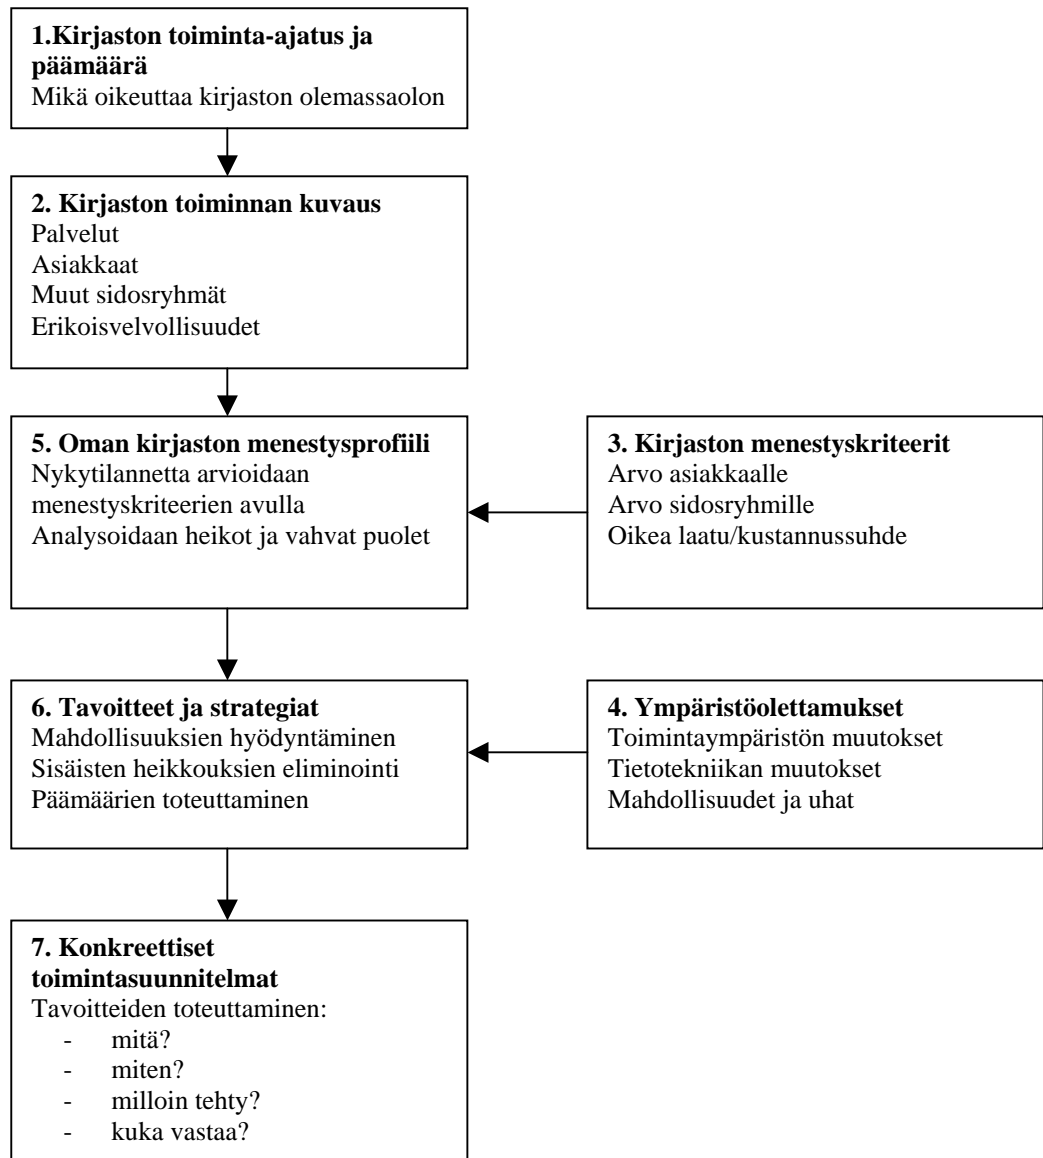 1.Kirjaston toiminta-ajatus ja
päämäärä
Mikä oikeuttaa kirjaston olemassaolon
2. Kirjaston toiminnan kuvaus
Palvelut
Asiakkaat
Muut sidosryhmät
Erikoisvelvollisuudet
5. Oman kirjaston menestysprofiili
Nykytilannetta arvioidaan
menestyskriteerien avulla
Analysoidaan heikot ja vahvat puolet
3. Kirjaston menestyskriteerit
Arvo asiakkaalle
Arvo sidosryhmille
Oikea laatu/kustannussuhde
6. Tavoitteet ja strategiat
Mahdollisuuksien hyödyntäminen
Sisäisten heikkouksien eliminointi
Päämäärien toteuttaminen
4. Ympäristöolettamukset
Toimintaympäristön muutokset
Tietotekniikan muutokset
Mahdollisuudet ja uhat
7. Konkreettiset
toimintasuunnitelmat
Tavoitteiden toteuttaminen:
- mitä?
- miten?
- milloin tehty?
- kuka vastaa?